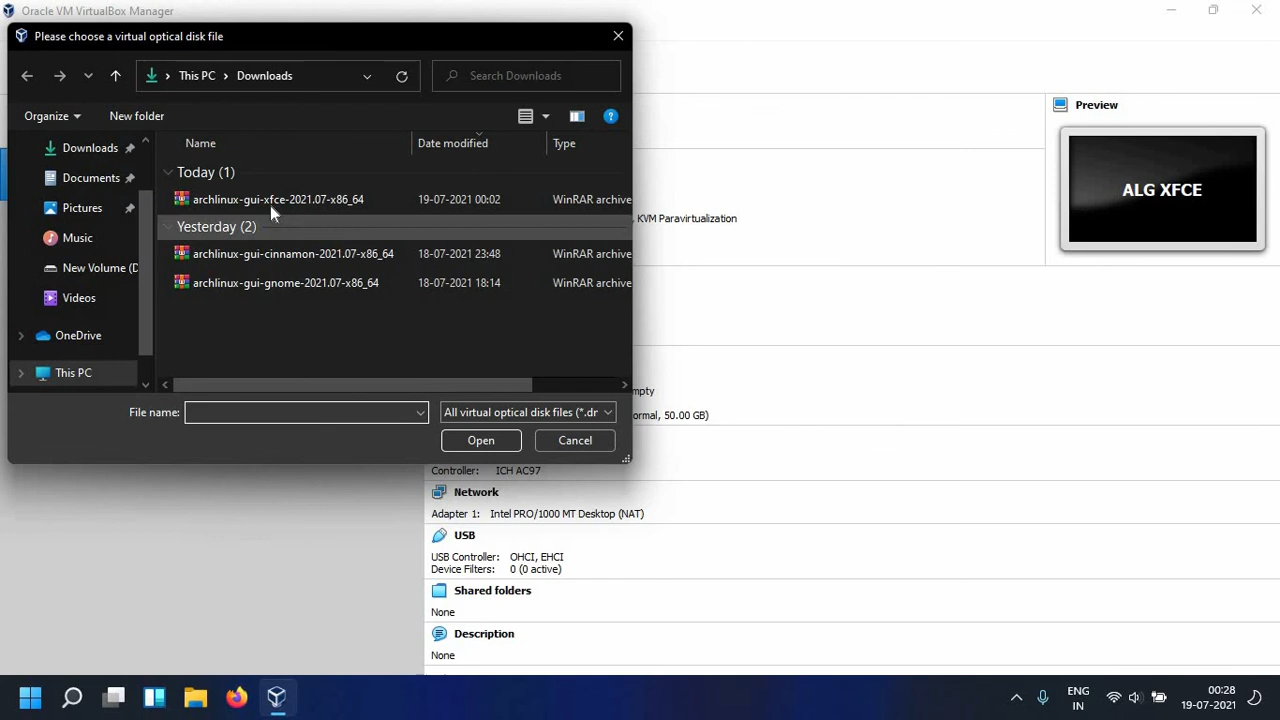 Oracle VM VirtualBox Manager
Please choose a virtual optical disk file
This PC
Downloads
Search Downloads
Organize
New folder
Preview
Downloads
Documents
Pictures
Music
New Volume (D
Videos
OneDrive
This PC
Name
Date modified
Type
Today (1)
archlinux-gui-xfce-2021.07-x86_64
19-07-2021 00:02
WinRAR archive
Yesterday (2)
archlinux-gui-cinnamon-2021.07-x86_64
18-07-2021 23:48
WinRAR archive
archlinux-gui-gnome-2021.07-x86_64
18-07-2021 18:14
WinRAR archive
ALG XFCE
, KVM Paravirtualization
File name:
All virtual optical disk files (*.dr
Open
Cancel
mpty
ormal, 50.00 GB)
Controller: ICH AC97
Network
Adapter 1: Intel PRO/1000 MT Desktop (NAT)
USB
USB Controller: OHCI, EHCI
Device Filters: 0 (0 active)
Shared folders
None
Description
None
ENG
IN
00:28
19-07-2021